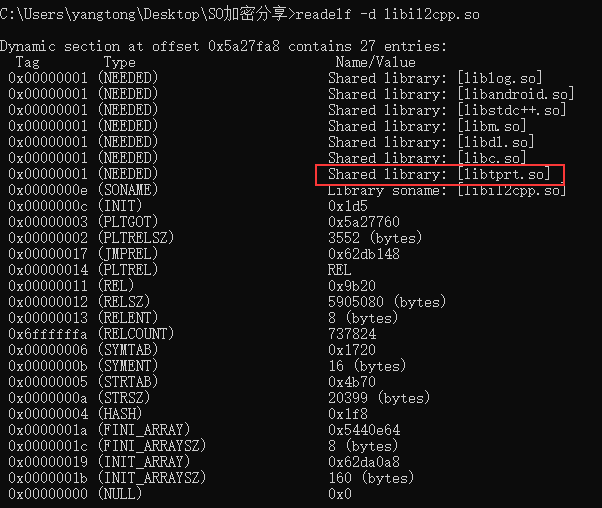 C:\Users\yangtong\Desktop\SO加密分享>readelf -d libil2cpp.so
Dynamic section at offset 0x5a27fa8 contains 27 entries:
Tag Type Name/Value
0x00000001 (NEEDED) Shared library: [liblog.so]
0x00000001 (NEEDED) Shared library: [libandroid.so]
0x00000001 (NEEDED) Shared library: [libstdc++.so]
0x00000001 (NEEDED) Shared library: [libm.so]
0x00000001 (NEEDED) Shared library: [libdl.so]
0x00000001 (NEEDED) Shared library: [libc.so]
0x00000001 (NEEDED) Shared library: [libtprt.so]
0x0000000e (SONAME) Library soname: [libil2cpp.so]
0x0000000c (INIT) 0x1d5
0x00000003 (PLTGOT) 0x5a27760
0x00000002 (PLTRELSZ) 3552 (bytes)
0x00000017 (JMPREL) 0x62db148
0x00000014 (PLTREL) REL
0x00000011 (REL) 0x9b20
0x00000012 (RELSZ) 5905080 (bytes)
0x00000013 (RELENT) 8 (bytes)
0x6ffffffa (RELCOUNT) 737824
0x00000006 (SYMTAB) 0x1720
0x0000000b (SYMENT) 16 (bytes)
0x00000005 (STRTAB) 0x4b70
0x0000000a (STRSZ) 20399 (bytes)
0x00000004 (HASH) 0x1f8
0x0000001a (FINI_ARRAY) 0x5440e64
0x0000001c (FINI_ARRAYSZ) 8 (bytes)
0x00000019 (INIT_ARRAY) 0x62da0a8
0x0000001b (INIT_ARRAYSZ) 160 (bytes)
0x00000000 (NULL) 0x0